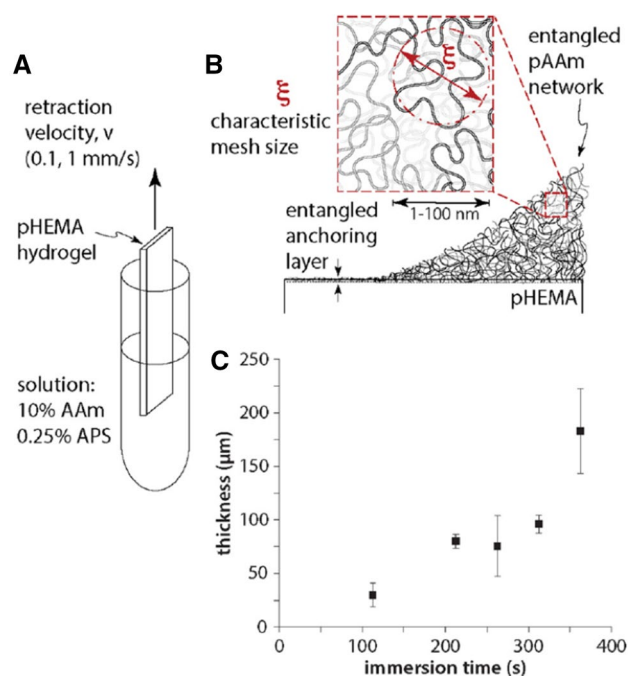 A
retraction
velocity, v
(0.1, 1 mm/s)
pHEMA
hydrogel
solution:
10% AAm
0.25% APS
B
ξ
characteristic
mesh size
ξ
entangled
pAAm
network
1-100 nm
entangled
anchoring
layer
pHEMA
C
thickness (µm)
250
200
150
100
50
0
0
100
200
300
400
immersion time (s)